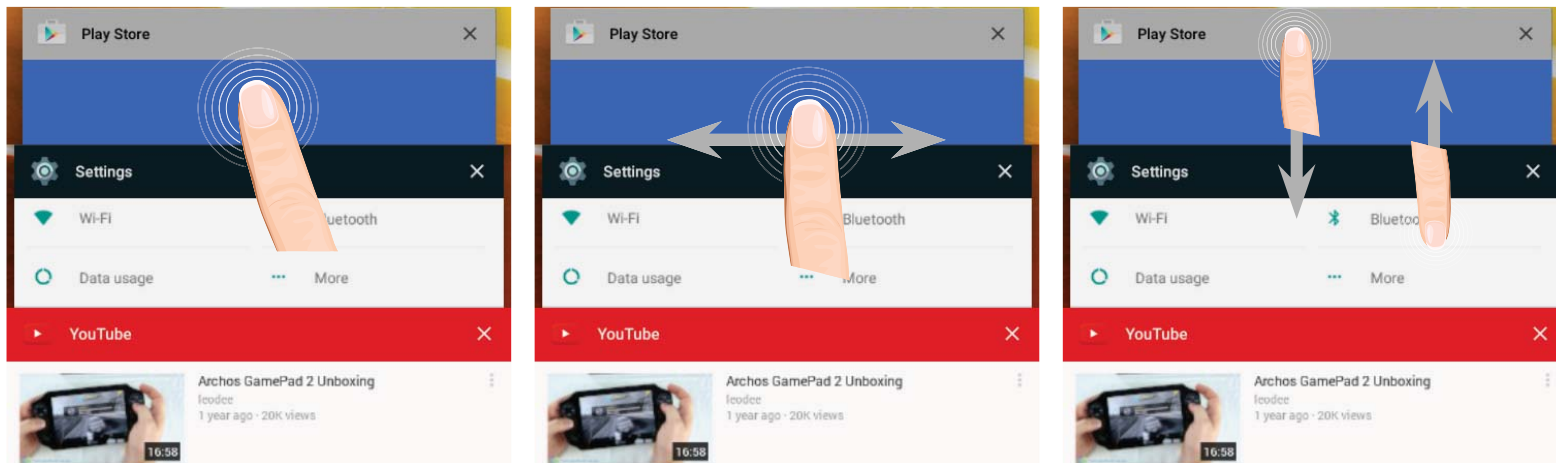 Play Store
Settings
Wi-Fi
luetooth
Data usage
More
YouTube
Archos GamePad 2 Unboxing
leodee
1 year ago · 20K views
16:58
Play Store
Settings
Wi-Fi
Bluetooth
Data usage
More
YouTube
Archos GamePad 2 Unboxing
leodee
1 year ago · 20K views
16:58
Play Store
Settings
Wi-Fi
Bluetoo
Data usage
More
YouTube
Archos GamePad 2 Unboxing
leodee
1 year ago · 20K views
16:58